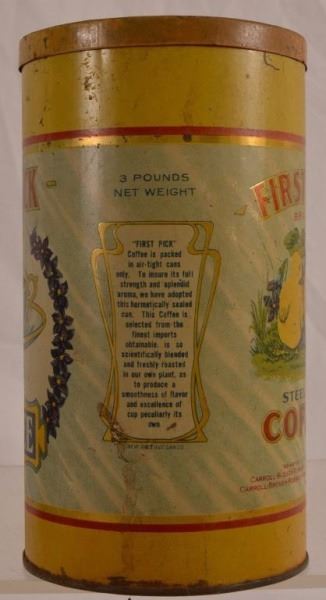 3 POUNDS
NET WEIGHT
FIRS
"FIRST PICK"
Coffee is packed
in air-tight cans
only. To insure its full
strength and splendid
aroma, we have adopted
this hermetically sealed
can. This Coffee is
selected from the
finest imports
obtainable. is so
scientifically blended
and freshly roasted
in our own plant, as
to produce a
smoothness of flavor
and excellence of
cup peculiarly its
own
K
E
STEE
CO